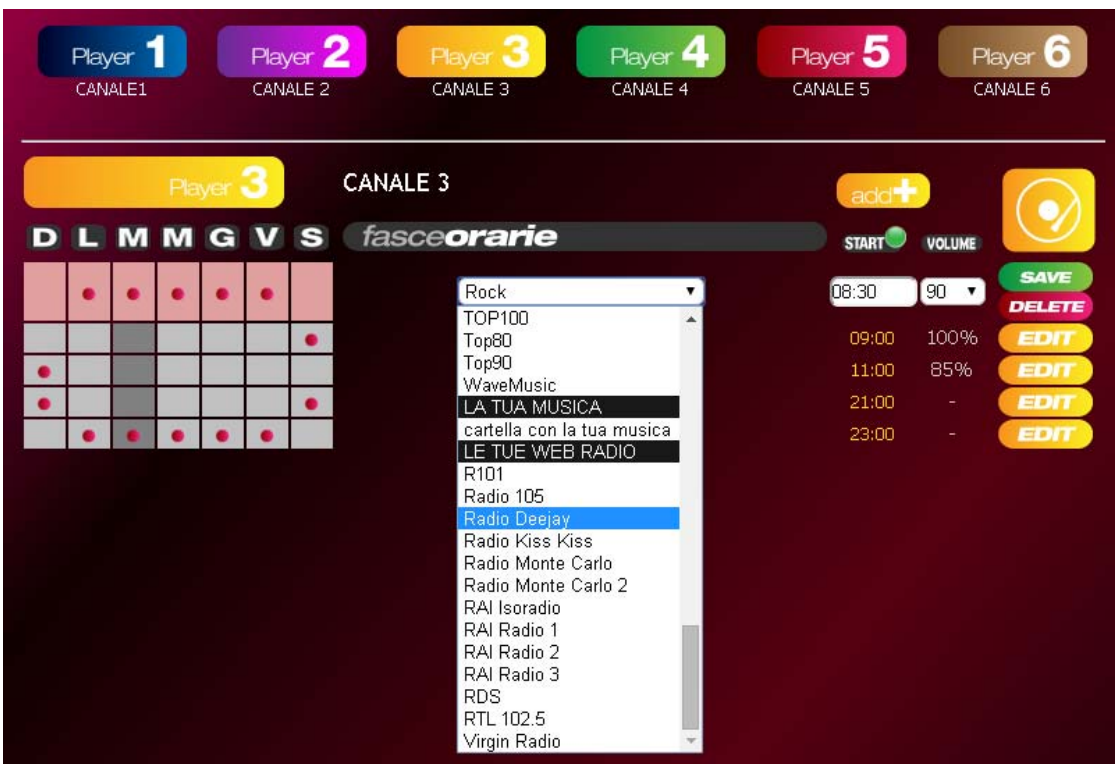 Player 1 Player 2 Player 3 Player 4 Player 5 Player 6
CANALE1 CANALE 2 CANALE 3 CANALE 4 CANALE 5 CANALE 6
Player 3 CANALE 3 add+
D L M M G V S fasceorarie START VOLUME
Rock 08:30 90 SAVE
DELETE
TOP100
Top80 09:00 100% EDIT
Top90 11:00 85% EDIT
WaveMusic
LA TUA MUSICA 21:00 - EDIT
cartella con la tua musica 23:00 - EDIT
LE TUE WEB RADIO
R101
Radio 105
Radio Deejay
Radio Kiss Kiss
Radio Monte Carlo
Radio Monte Carlo 2
RAI Isoradio
RAI Radio 1
RAI Radio 2
RAI Radio 3
RDS
RTL 102.5
Virgin Radio